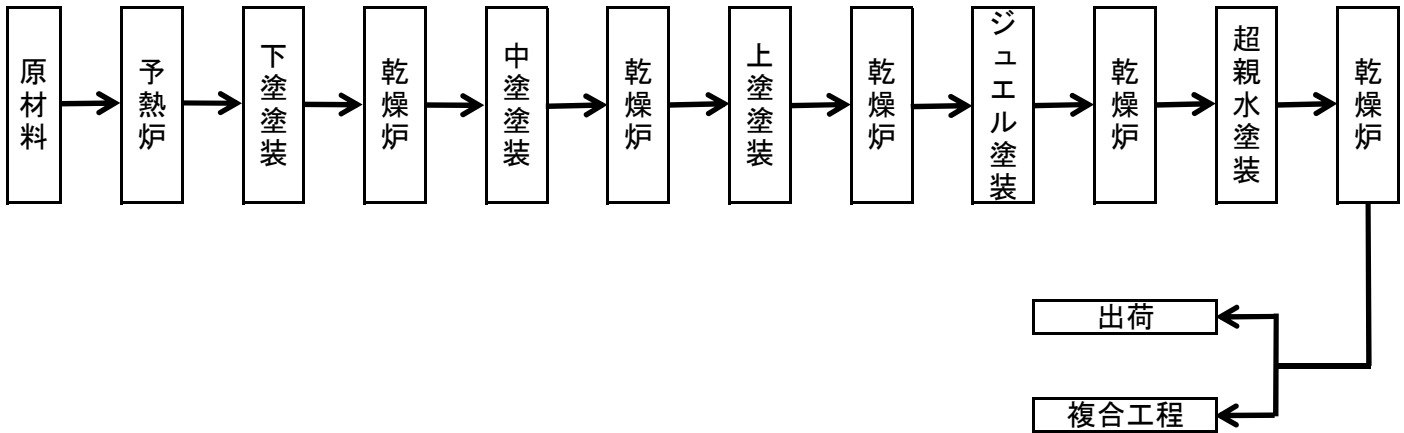 原材料
予熱炉
下塗塗装
乾燥炉
中塗塗装
乾燥炉
上塗塗装
乾燥炉
ジュエル塗装
乾燥炉
超親水塗装
乾燥炉
出荷
複合工程